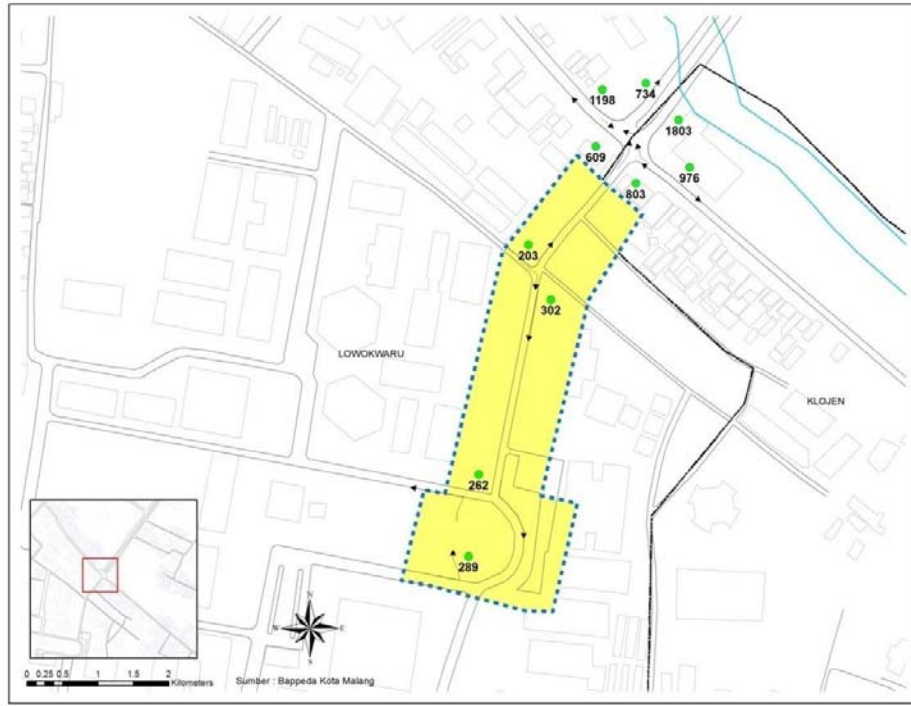 1198
734
1803
609
976
803
203
302
LOWOKWARU
KLOJEN
262
289
N
W E
S
0 0.25 0.5 1 1.5 2
Kilometers
Sumber : Bappeda Kota Malang